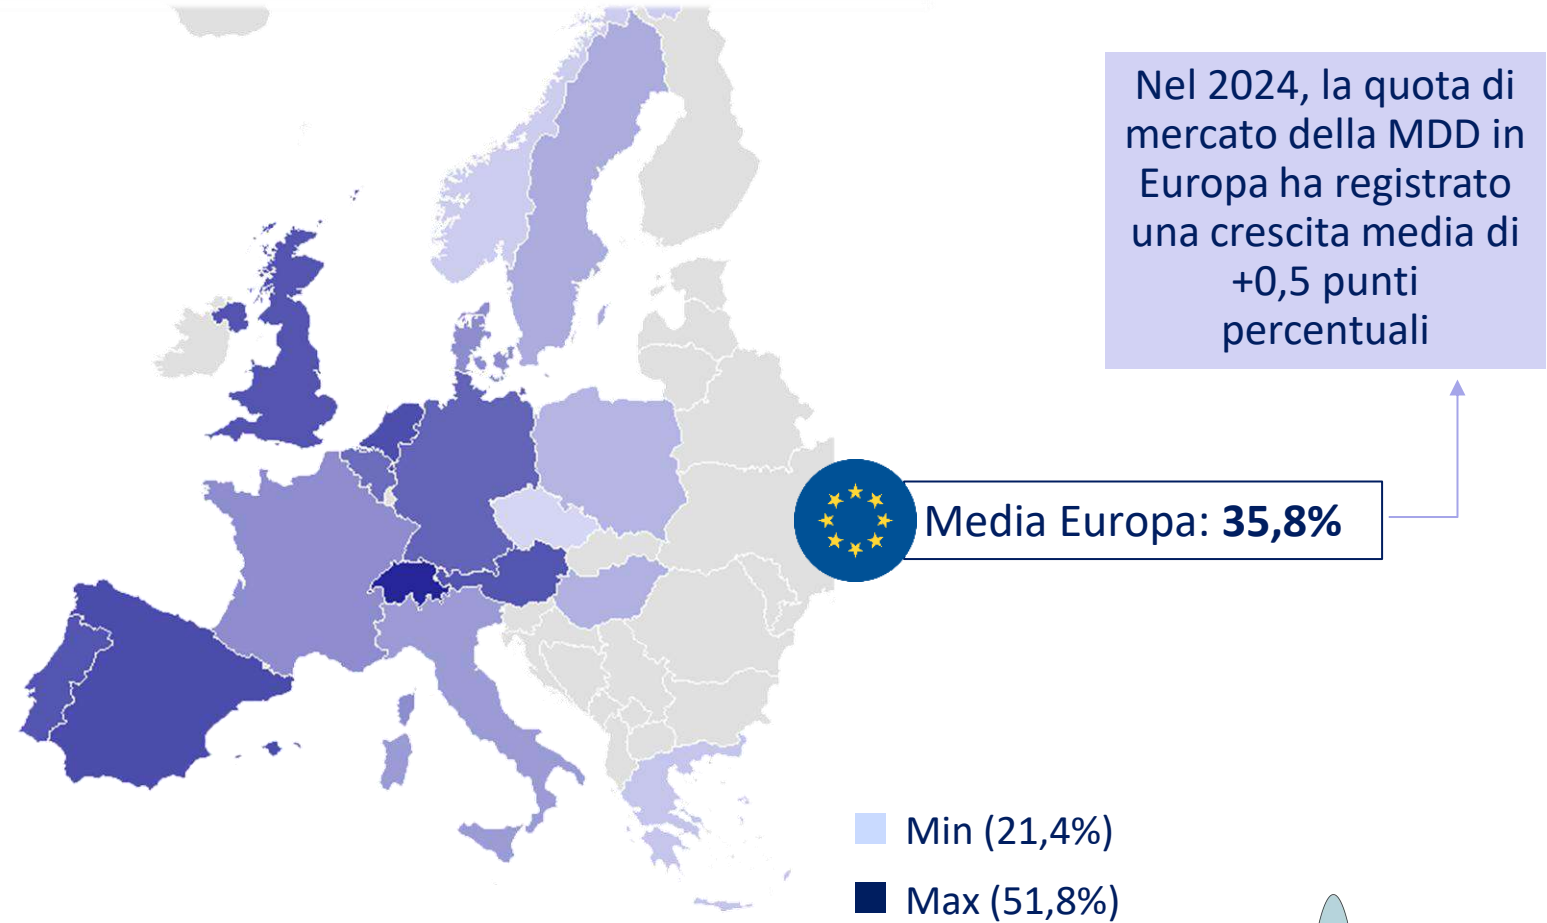 Nel 2024, la quota di
mercato della MDD in
Europa ha registrato
una crescita media di
+0,5 punti
percentuali
Media Europa: 35,8%
Min (21,4%)
Max (51,8%)